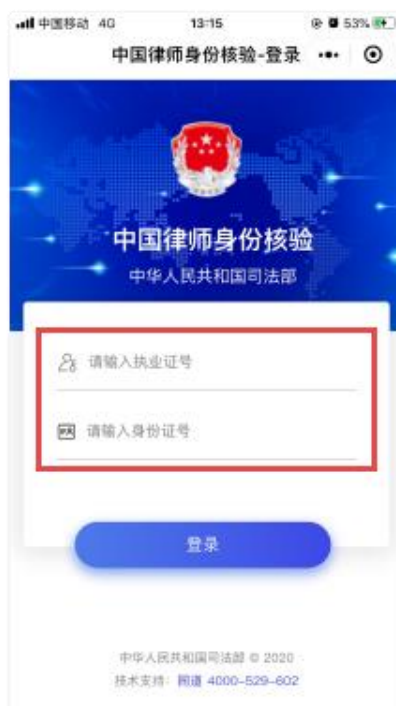 中国移动 4G 13:15 53%
中国律师身份核验-登录
中国律师身份核验
中华人民共和国司法部
请输入执业证号
请输入身份证号
登录
中华人民共和国司法部 © 2020
技术支持: 同道 4000-529-602